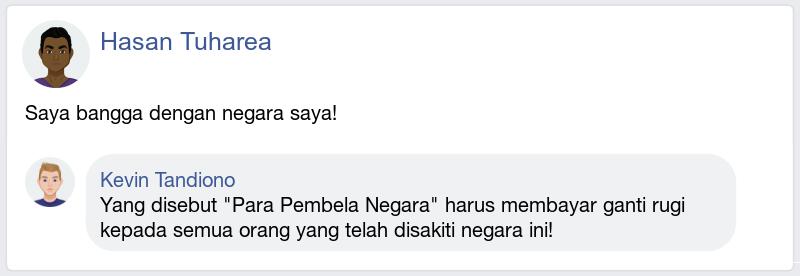 Hasan Tuharea
Saya bangga dengan negara saya!
Kevin Tandiono
Yang disebut "Para Pembela Negara" harus membayar ganti rugi
kepada semua orang yang telah disakiti negara ini!